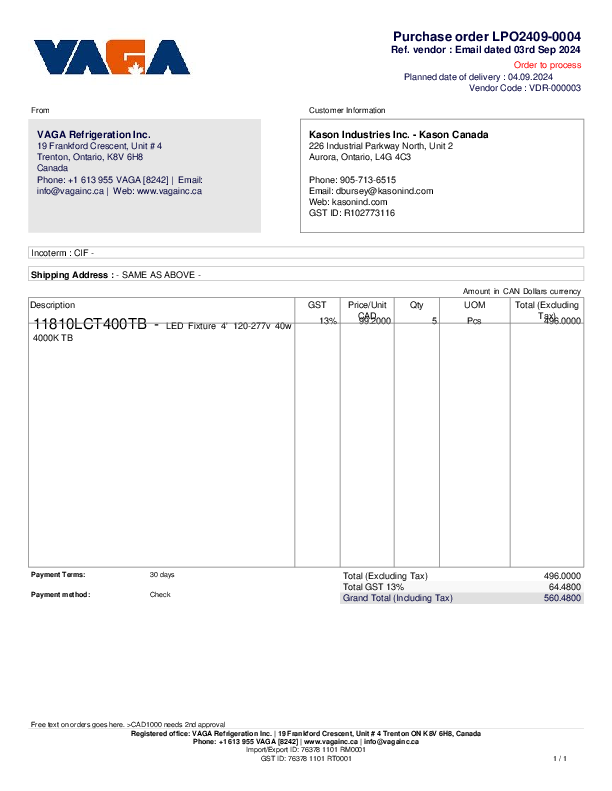 VAGA
Purchase order LPO2409-0004
Ref. vendor : Email dated 03rd Sep 2024
Order to process
Planned date of delivery : 04.09.2024
Vendor Code : VDR-000003
From
Customer Information
VAGA Refrigeration Inc.
19 Frankford Crescent, Unit # 4
Trenton, Ontario, K8V 6H8
Canada
Phone: +1 613 955 VAGA [8242] | Email:
info@vagainc.ca | Web: www.vagainc.ca
Kason Industries Inc. - Kason Canada
226 Industrial Parkway North, Unit 2
Aurora, Ontario, L4G 4C3
Phone: 905-713-6515
Email: dbursey@kasonind.com
Web: kasonind.com
GST ID: R102773116
Incoterm : CIF -
Shipping Address : - SAME AS ABOVE -
Amount in CAN Dollars currency
Description GST Price/Unit CAD Qty UOM Total (Excluding Tax)
11810LCT400TB - LED Fixture 4' 120-277v 40w 13% 99.2000 5 Pcs 496.0000
4000K TB
Payment Terms: 30 days
Payment method: Check
Total (Excluding Tax) 496.0000
Total GST 13% 64.4800
Grand Total (Including Tax) 560.4800
Free text on orders goes here. >CAD1000 needs 2nd approval
Registered office: VAGA Refrigeration Inc. | 19 Frankford Crescent, Unit # 4 Trenton ON K8V 6H8, Canada
Phone: +1 613 955 VAGA [8242] | www.vagainc.ca | info@vagainc.ca
Import/Export ID: 76378 1101 RM0001
GST ID: 76378 1101 RT0001
1 / 1